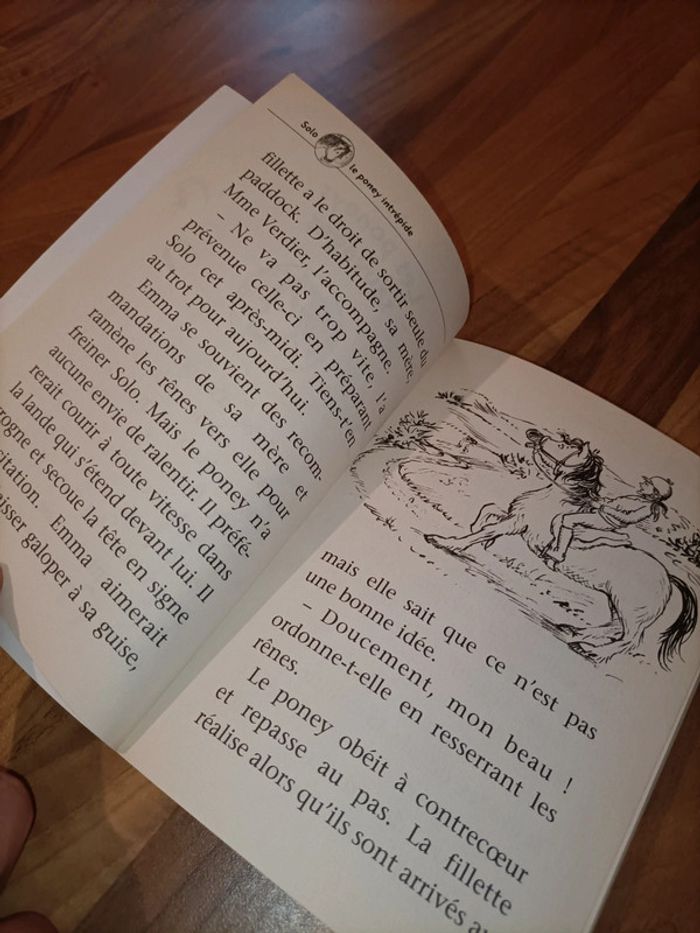 Solo le poney intrépide
fillette a le droit de sortir seule du
paddock. D'habitude, sa mère,
Mme Verdier, l'accompagne.
– Ne va pas trop vite, l'a
prévenue celle-ci en préparant
Solo cet après-midi. Tiens-t'en
au trot pour aujourd'hui.
Emma se souvient des recom-
mandations de sa mère et
ramène les rênes vers elle pour
freiner Solo. Mais le poney n'a
aucune envie de ralentir. Il préfé-
rerait courir à toute vitesse dans
la lande qui s'étend devant lui. Il
et secoue la tête en signe
Emma aimerait
galoper à sa guise,
mais elle sait que ce n'est pas
une bonne idée.
– Doucement, mon beau !
ordonne-t-elle en resserrant les
rênes.
Le poney obéit à contrecœur
et repasse au pas. La fillette
réalise alors qu'ils sont arrivés